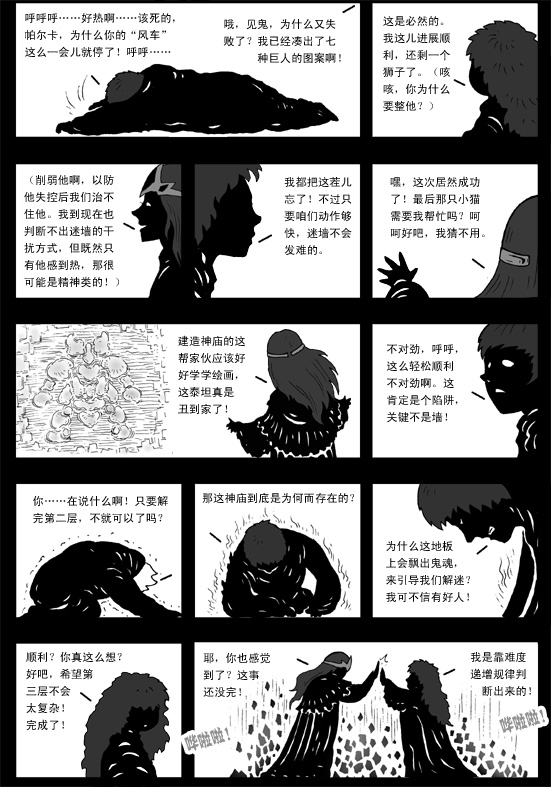 呼呼呼……好热啊……该死的，
帕尔卡，为什么你的“风车”
这么一会儿就停了！呼呼……
哦，见鬼，为什么又失
败了？我已经凑出了七
种巨人的图案啊！
这是必然的。
我这儿进展顺
利，还剩一个
狮子了。（咳
咳，你为什么
要整他？）
（削弱他啊，以防
他失控后我们治不
住他。我到现在也
判断不出迷墙的干
扰方式，但既然只
有他感到热，那很
可能是精神类的！）
我都把这茬儿
忘了！不过只
要咱们动作够
快，迷墙不会
发难的。
嘿，这次居然成功
了！最后那只小猫
需要我帮忙吗？呵
呵好吧，我猜不用。
建造神庙的这
帮家伙应该好
好学学绘画，
这泰坦真是
丑到家了！
不对劲，呼呼，
这么轻松顺利
不对劲啊。这
肯定是个陷阱，
关键不是墙！
你……在说什么啊！只要解
完第二层，不就可以了吗？
那这神庙到底是为何而存在的？
为什么这地板
上会飘出鬼魂，
来引导我们解迷？
我可不信有好人！
顺利？你真这么想？
好吧，希望第
三层不会
太复杂！
完成了！
耶，你也感觉
到了？这事
还没完！
我是靠难度
递增规律判
断出来的！
哗啦啦！
哗啦啦！